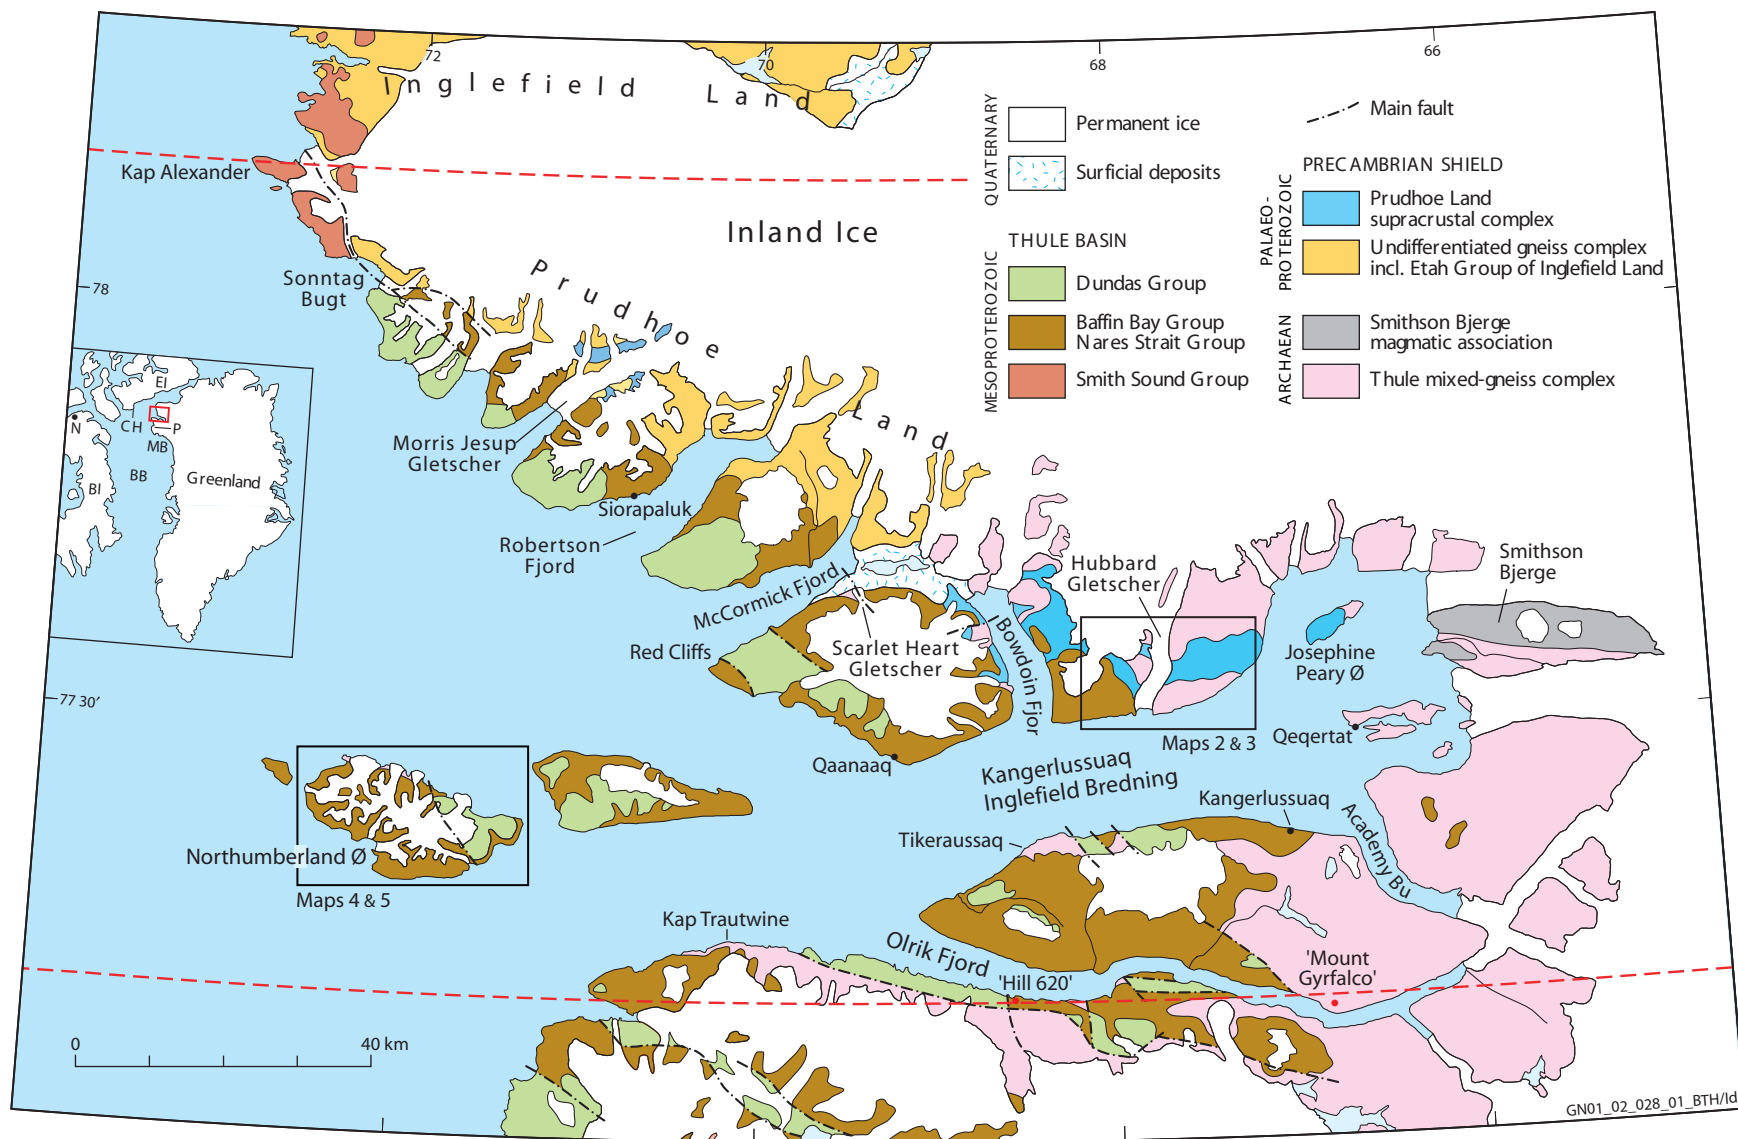 72
70
68
66
Inglefield Land
Kap Alexander
Inland Ice
Sonntag
Bugt
78
Prudhoe Land
QUATERNARY
Permanent ice
Surficial deposits
THULE BASIN
MESOPROTEROZOIC
Dundas Group
Baffin Bay Group
Nares Strait Group
Smith Sound Group
Main fault
PRECAMBRIAN SHIELD
PALAEO-
PROTEROZOIC
Prudhoe Land
supracrustal complex
Undifferentiated gneiss complex
incl. Etah Group of Inglefield Land
ARCHAEAN
Smithson Bjerge
magmatic association
Thule mixed-gneiss complex
EI
N
CH
P
MB
BB
BI
Greenland
Morris Jesup
Gletscher
Siorapaluk
Robertson
Fjord
McCormick Fjord
Red Cliffs
Scarlet Heart
Gletscher
Bowdoin Fjor
Hubbard
Gletscher
Smithson
Bjerge
Josephine
Peary Ø
Qeqertat
Maps 2 & 3
77 30′
Qaanaaq
Kangerlussuaq
Inglefield Bredning
Kangerlussuaq
Academy Bu
Tikeraussaq
Northumberland Ø
Maps 4 & 5
Kap Trautwine
Olrik Fjord
'Hill 620'
'Mount
Gyrfalco'
0
40 km
GN01_02_028_01_BTH/ld